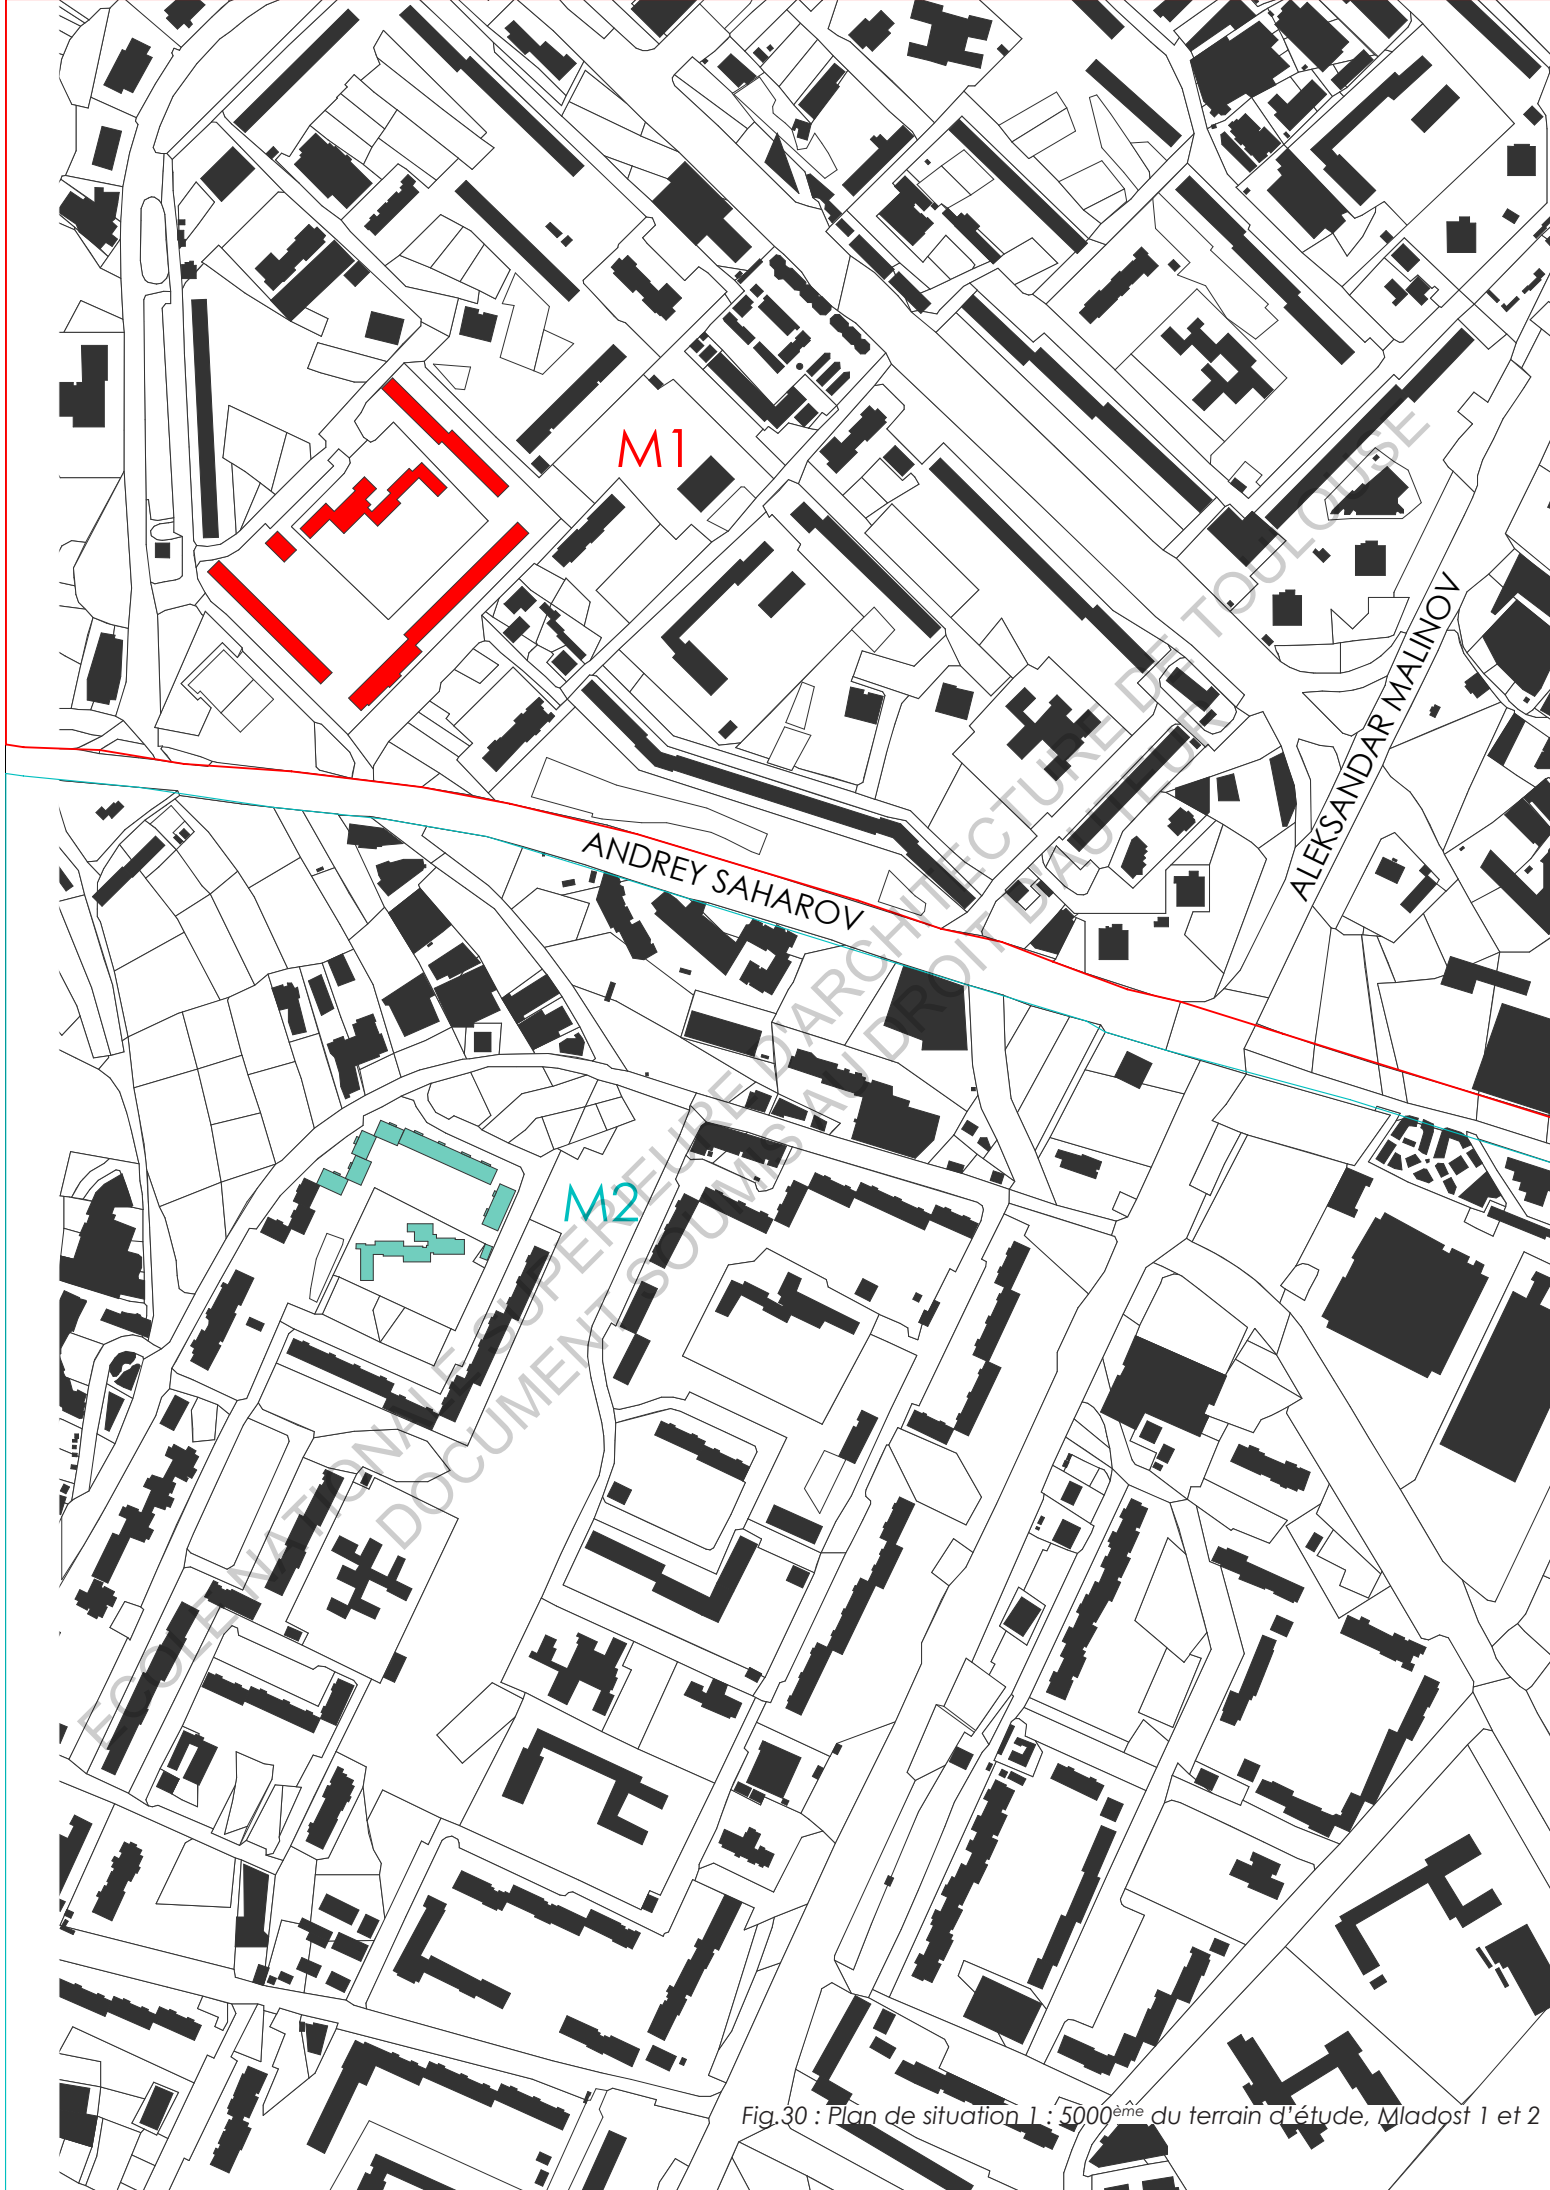 M1
ALEKSANDAR MALINOV
ANDREY SAHAROV
M2
ECOLE NATIONALE SUPERIEURE D'ARCHITECTURE DE TOULOUSE
DOCUMENT SOUMIS AU DROIT D'AUTEUR
Fig.30 : Plan de situation 1 : 5000ème du terrain d'étude, Mladost 1 et 2